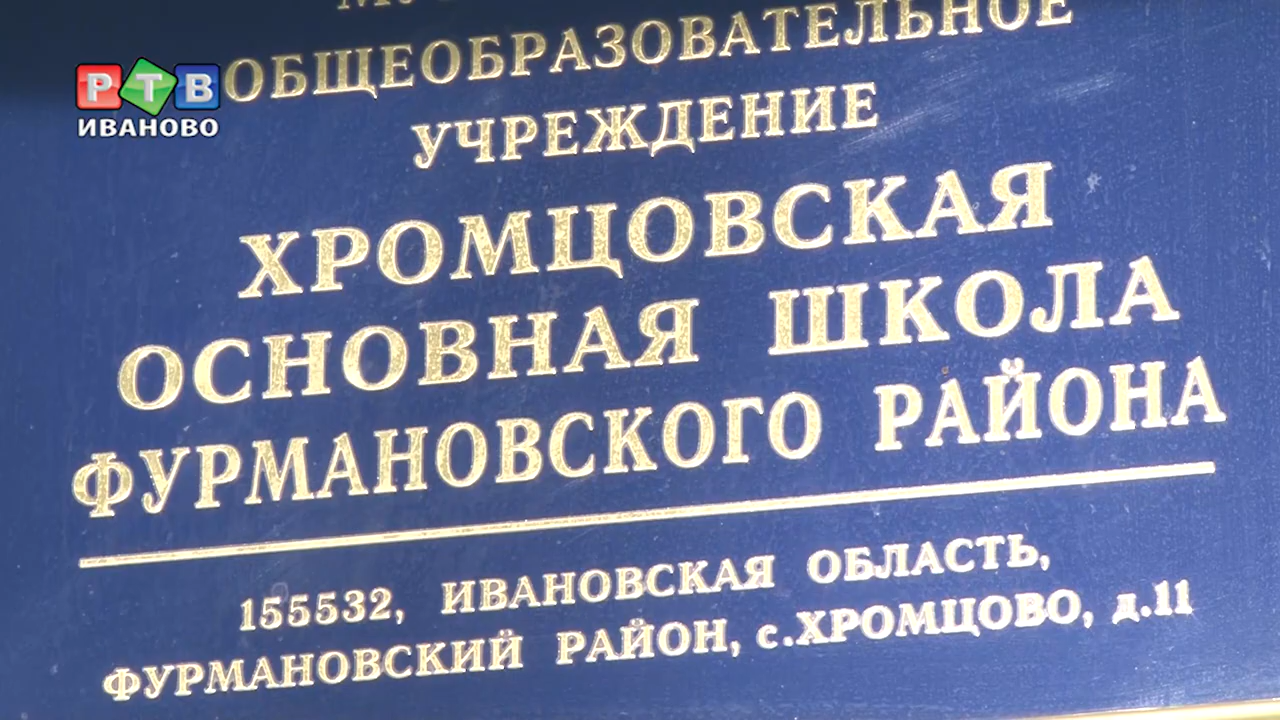 РТВ
ИВАНОВО
ОБЩЕОБРАЗОВАТЕЛЬНОЕ
УЧРЕЖДЕНИЕ
ХРОМЦОВСКАЯ
ОСНОВНАЯ ШКОЛА
ФУРМАНОВСКОГО РАЙОНА
155532, ИВАНОВСКАЯ ОБЛАСТЬ,
ФУРМАНОВСКИЙ РАЙОН, с.ХРОМЦОВО, д.11